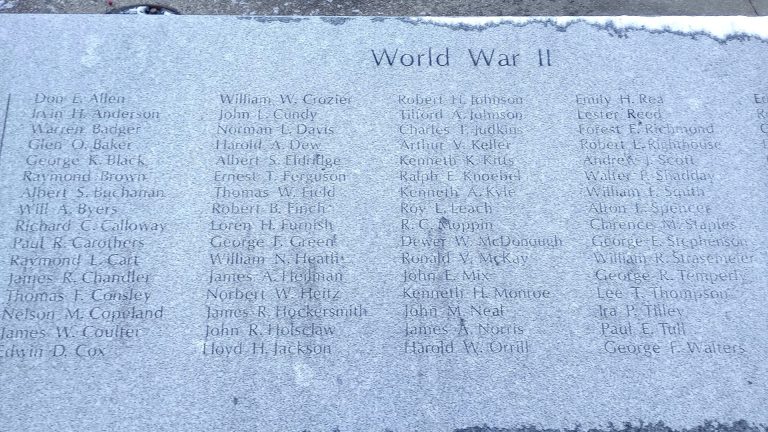 World War II
Don E. Allen
Irvin H. Anderson
Warren Badger
Glen O. Baker
George K. Black
Raymond Brown
Albert S. Buchanan
Will A. Byers
Richard C. Calloway
Paul R. Carothers
Raymond L. Cart
James R. Chandler
Thomas F. Consley
Nelson M. Copeland
James W. Coulter
Edwin D. Cox
William W. Crozier
John L. Cundy
Norman L. Davis
Harold A. Dew
Albert S. Eldridge
Ernest T. Ferguson
Thomas W. Field
Robert B. Finch
Loren H. Furnish
George F. Green
William N. Heath
James A. Hedman
Norbert W. Heitz
James R. Hockersmith
John R. Holsclaw
Lloyd H. Jackson
Robert H. Johnson
Tilford A. Johnson
Charles T. Judkins
Arthur V. Keller
Kenneth K. Kitts
Ralph E. Knoebel
Kenneth A. Kyle
Roy L. Leach
R. C. Moppin
Dewer W. McDonough
Ronald V. McKay
John E. Mix
Kenneth H. Monroe
John M. Neal
James A. Norris
Harold W. Orrill
Emily H. Rea
Lester Reed
Forest E. Richmond
Robert L. Righthouse
Andrew J. Scott
Walter P. Shadday
William E. Smith
Alton L. Spencer
Clarence M. Staples
George E. Stephenson
William R. Strasemeier
George R. Temperly
Lee T. Thompson
Ira P. Tilley
Paul E. Tull
George F. Walters